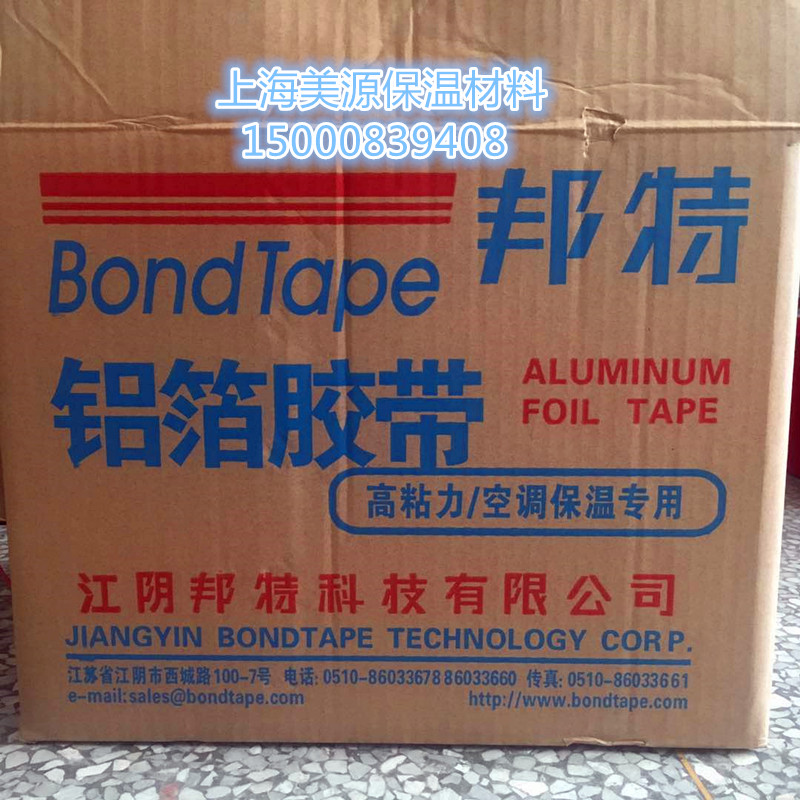 上海美源保温材料
15000839408
BondTape 邦特
铝箔胶带 ALUMINUM
FOIL TAPE
高粘力/空调保温专用
江阴邦特科技有限公司
JIANGYIN BONDTAPE TECHNOLOGY CORP.
江苏省江阴市西城路100-7号 电话:0510-86033678 86033660 传真:0510-86033661
e-mail:sales@bondtape.com http://www.bondtape.com